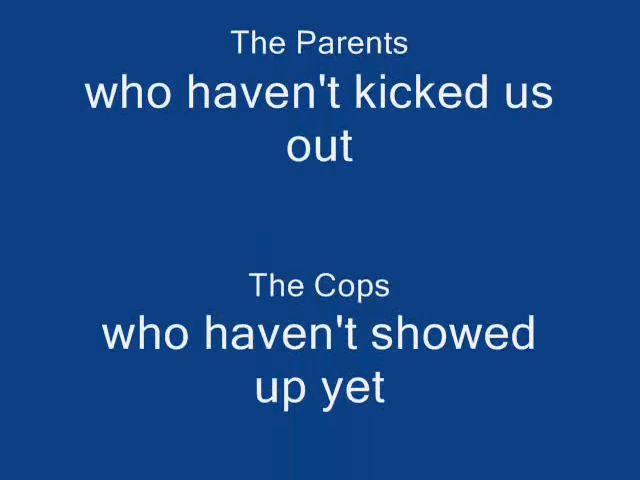 The Parents
who haven't kicked us
out
The Cops
who haven't showed
up yet